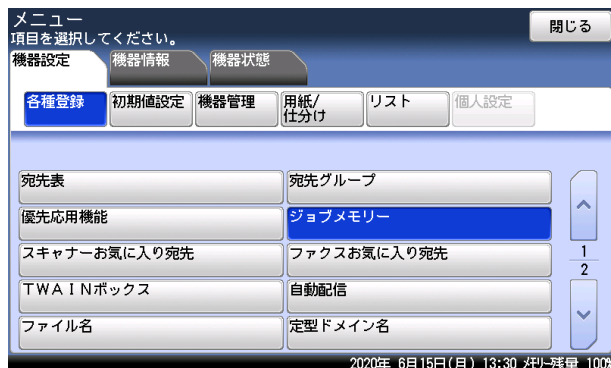 メニュー
閉じる
項目を選択してください。
機器設定 機器情報 機器状態
各種登録 初期値設定 機器管理 用紙/ リスト 個人設定
仕分け
宛先表 宛先グループ
優先応用機能 ジョブメモリー
スキャナーお気に入り宛先 ファクスお気に入り宛先
1
2
TWAINボックス 自動配信
ファイル名 定型ドメイン名
2020年 6月15日(月) 13:30 メモリー残量 100%